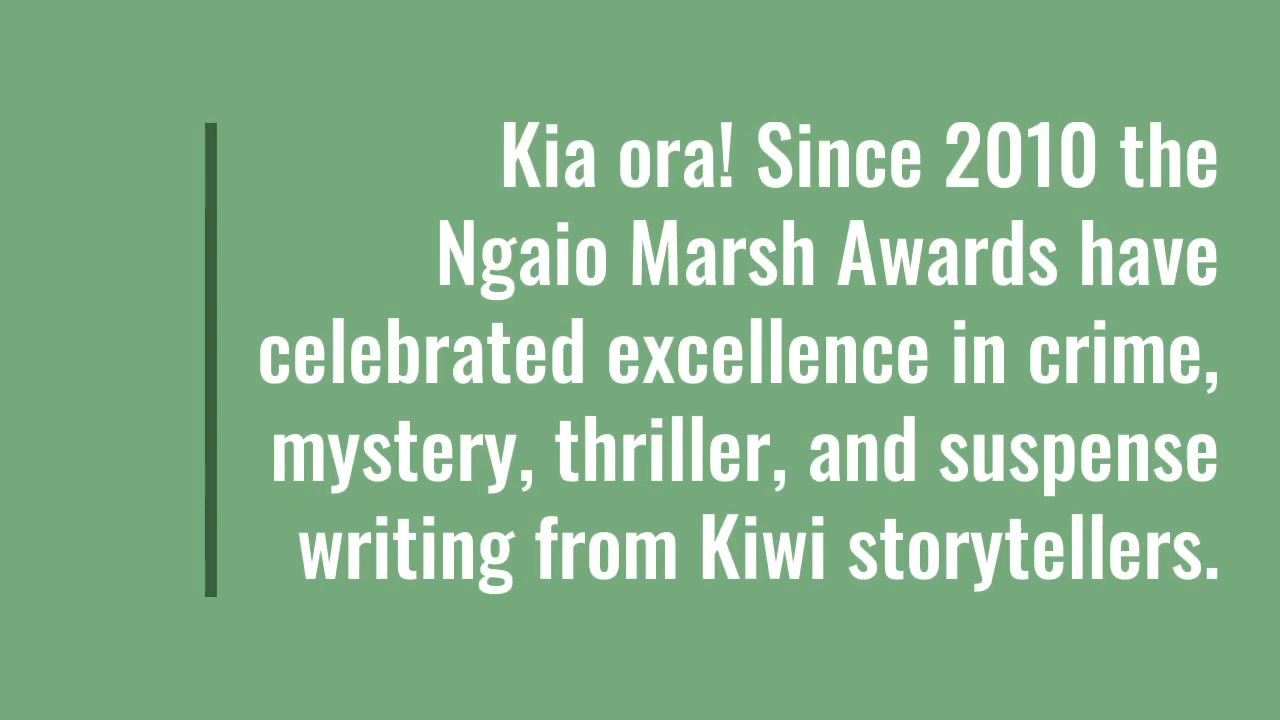 Kia ora! Since 2010 the
Ngaio Marsh Awards have
celebrated excellence in crime,
mystery, thriller, and suspense
writing from Kiwi storytellers.